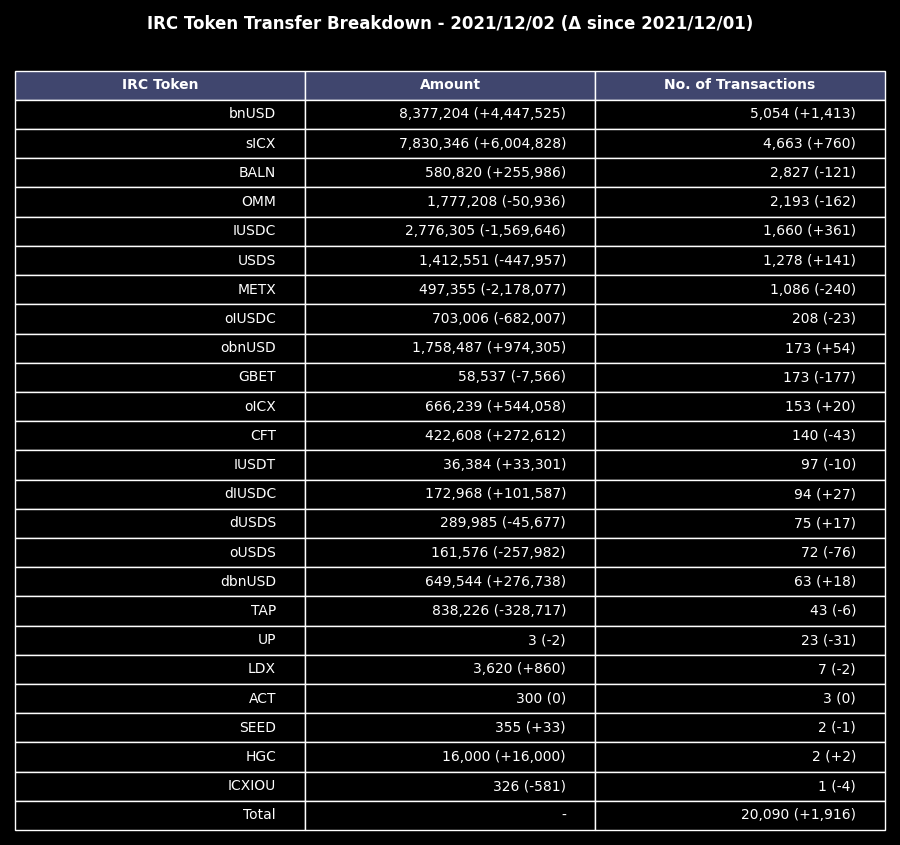 IRC Token Transfer Breakdown - 2021/12/02 (Δ since 2021/12/01)
IRC Token Amount No. of Transactions
bnUSD 8,377,204 (+4,447,525) 5,054 (+1,413)
sICX 7,830,346 (+6,004,828) 4,663 (+760)
BALN 580,820 (+255,986) 2,827 (-121)
OMM 1,777,208 (-50,936) 2,193 (-162)
IUSDC 2,776,305 (-1,569,646) 1,660 (+361)
USDS 1,412,551 (-447,957) 1,278 (+141)
METX 497,355 (-2,178,077) 1,086 (-240)
oIUSDC 703,006 (-682,007) 208 (-23)
obnUSD 1,758,487 (+974,305) 173 (+54)
GBET 58,537 (-7,566) 173 (-177)
oICX 666,239 (+544,058) 153 (+20)
CFT 422,608 (+272,612) 140 (-43)
IUSDT 36,384 (+33,301) 97 (-10)
dIUSDC 172,968 (+101,587) 94 (+27)
dUSDS 289,985 (-45,677) 75 (+17)
oUSDS 161,576 (-257,982) 72 (-76)
dbnUSD 649,544 (+276,738) 63 (+18)
TAP 838,226 (-328,717) 43 (-6)
UP 3 (-2) 23 (-31)
LDX 3,620 (+860) 7 (-2)
ACT 300 (0) 3 (0)
SEED 355 (+33) 2 (-1)
HGC 16,000 (+16,000) 2 (+2)
ICXIOU 326 (-581) 1 (-4)
Total - 20,090 (+1,916)